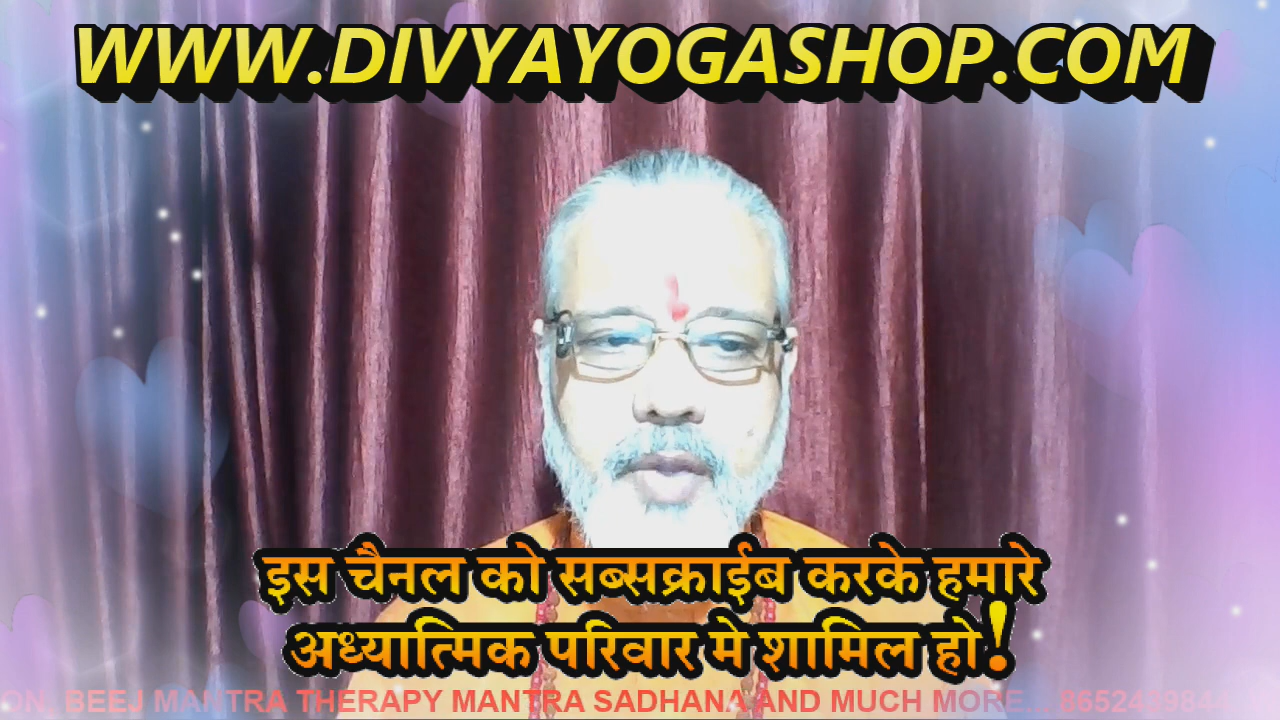 WWW.DIVYAYOGASHOP.COM
इस चैनल को सब्सक्राईब करके हमारे
अध्यात्मिक परिवार मे शामिल हो!
ON, BEEJ MANTRA THERAPY MANTRA SADHANA AND MUCH MORE...